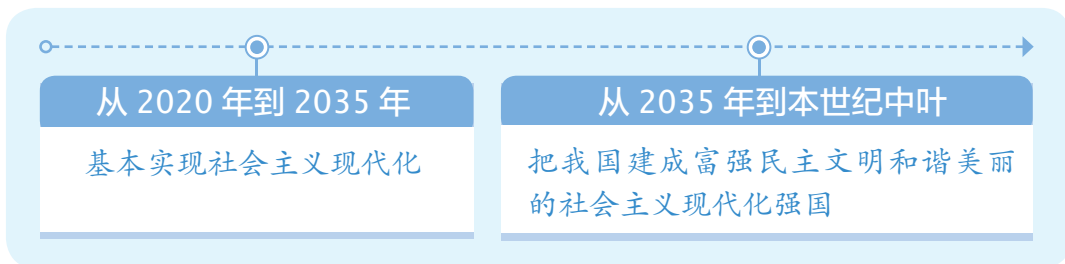 从 2020 年到 2035 年
基本实现社会主义现代化
从 2035 年到本世纪中叶
把我国建成富强民主文明和谐美丽
的社会主义现代化强国